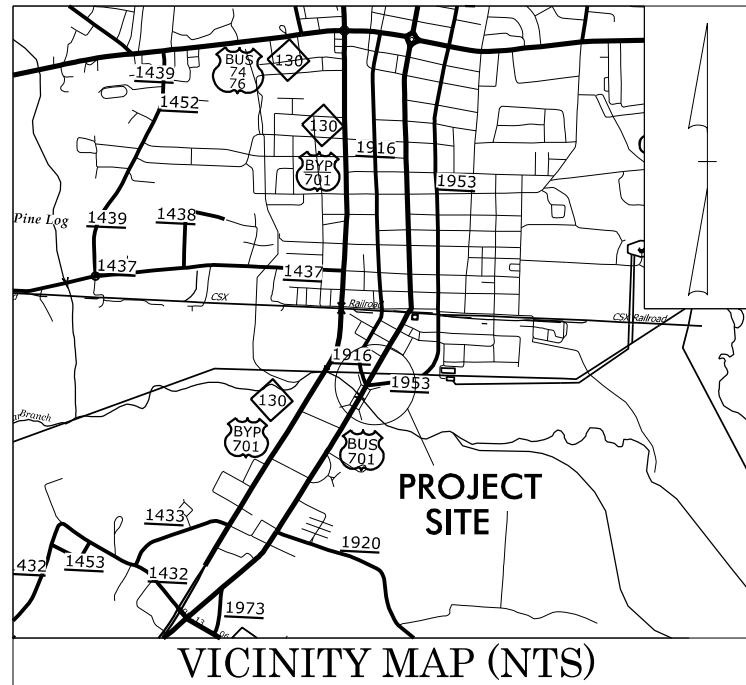 BUS
74
76
130
1439
1452
130
1916
BYP
701
1953
Pine Log
1439
1438
1437
1437
CSX
Railroad
CSX Railroad
1916
1953
130
Branch
BYP
701
BUS
701
PROJECT
SITE
1433
1920
1432
1453
1432
1973
VICINITY MAP (NTS)